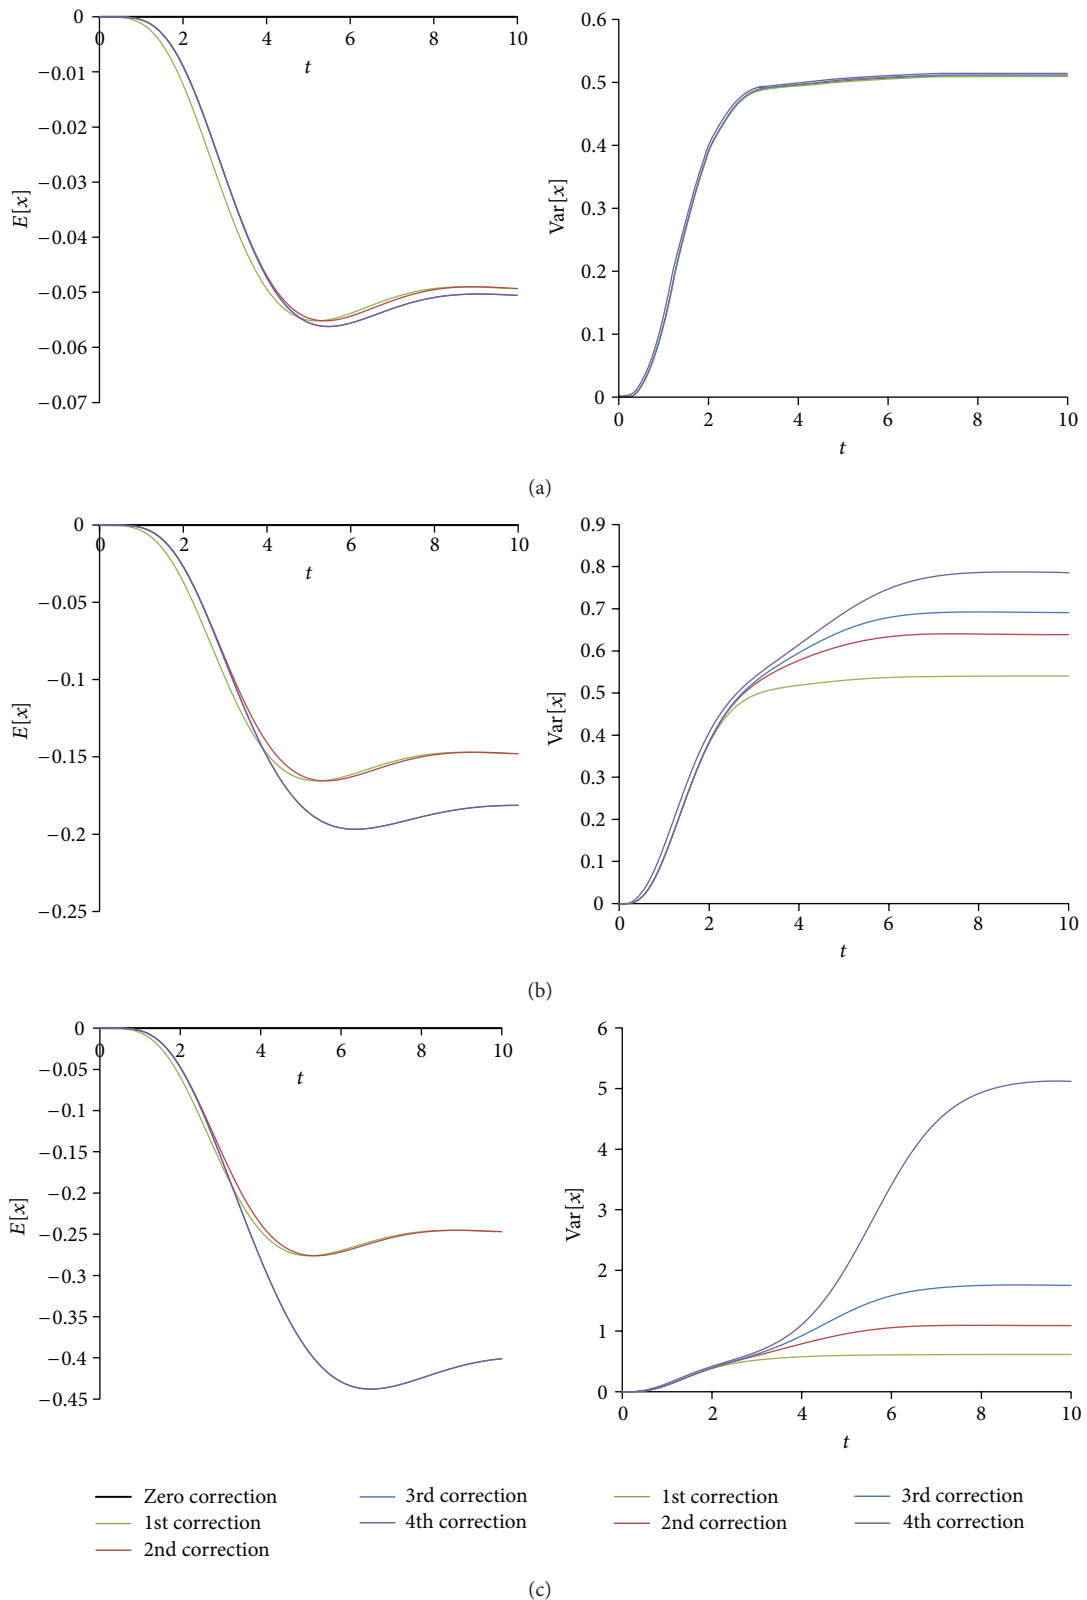 0
−0.01
−0.02
−0.03
−0.04
−0.05
−0.06
−0.07
0 2 4 6 8 10
t
E[x]
0.6
0.5
0.4
0.3
0.2
0.1
0
0 2 4 6 8 10
t
Var[x]
(a)
0
−0.05
−0.1
−0.15
−0.2
−0.25
0 2 4 6 8 10
t
E[x]
0.9
0.8
0.7
0.6
0.5
0.4
0.3
0.2
0.1
0
0 2 4 6 8 10
t
Var[x]
(b)
0
−0.05
−0.1
−0.15
−0.2
−0.25
−0.3
−0.35
−0.4
−0.45
0 2 4 6 8 10
t
E[x]
6
5
4
3
2
1
0
0 2 4 6 8 10
t
Var[x]
Zero correction
1st correction
2nd correction
3rd correction
4th correction
1st correction
2nd correction
3rd correction
4th correction
(c)